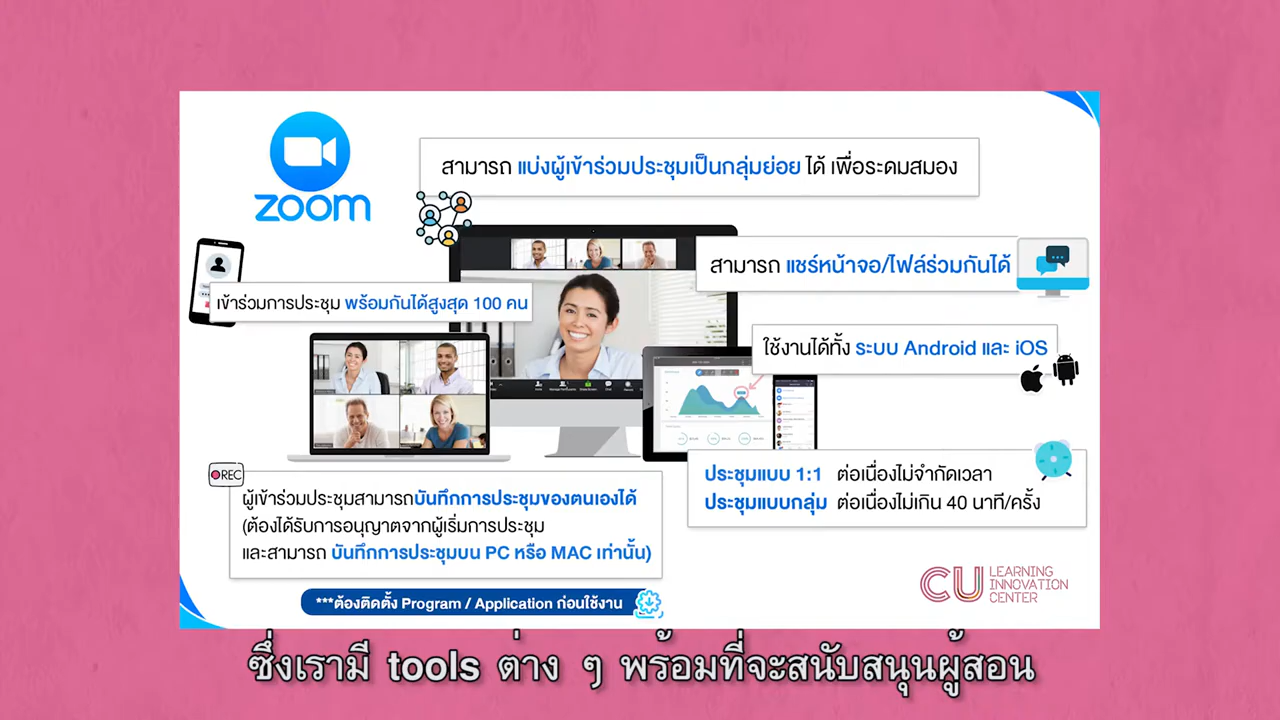 zoom
สามารถ แบ่งผู้เข้าร่วมประชุมเป็นกลุ่มย่อย ได้ เพื่อระดมสมอง
สามารถ แชร์หน้าจอ/ไฟล์ร่วมกันได้
เข้าร่วมการประชุม พร้อมกันได้สูงสุด 100 คน
ใช้งานได้ทั้ง ระบบ Android และ iOS
ประชุมแบบ 1:1 ต่อเนื่องไม่จำกัดเวลา
ประชุมแบบกลุ่ม ต่อเนื่องไม่เกิน 40 นาที/ครั้ง
REC
ผู้เข้าร่วมประชุมสามารถบันทึกการประชุมของตนเองได้
(ต้องได้รับการอนุญาตจากผู้เริ่มการประชุม
และสามารถ บันทึกการประชุมบน PC หรือ MAC เท่านั้น)
***ต้องติดตั้ง Program / Application ก่อนใช้งาน
CU LEARNING
INNOVATION
CENTER
ซึ่งเรามี tools ต่าง ๆ พร้อมที่จะสนับสนุนผู้สอน